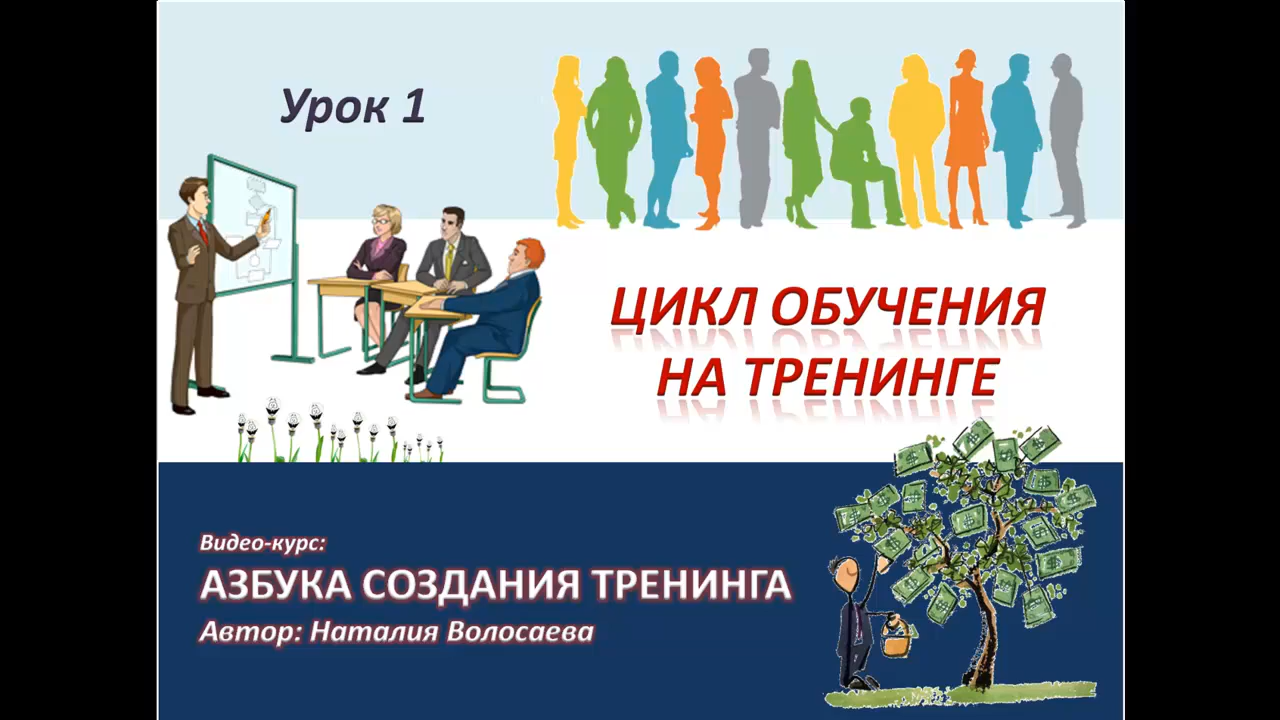 Урок 1
ЦИКЛ ОБУЧЕНИЯ
НА ТРЕНИНГЕ
Видео-курс:
АЗБУКА СОЗДАНИЯ ТРЕНИНГА
Автор: Наталия Волосаева